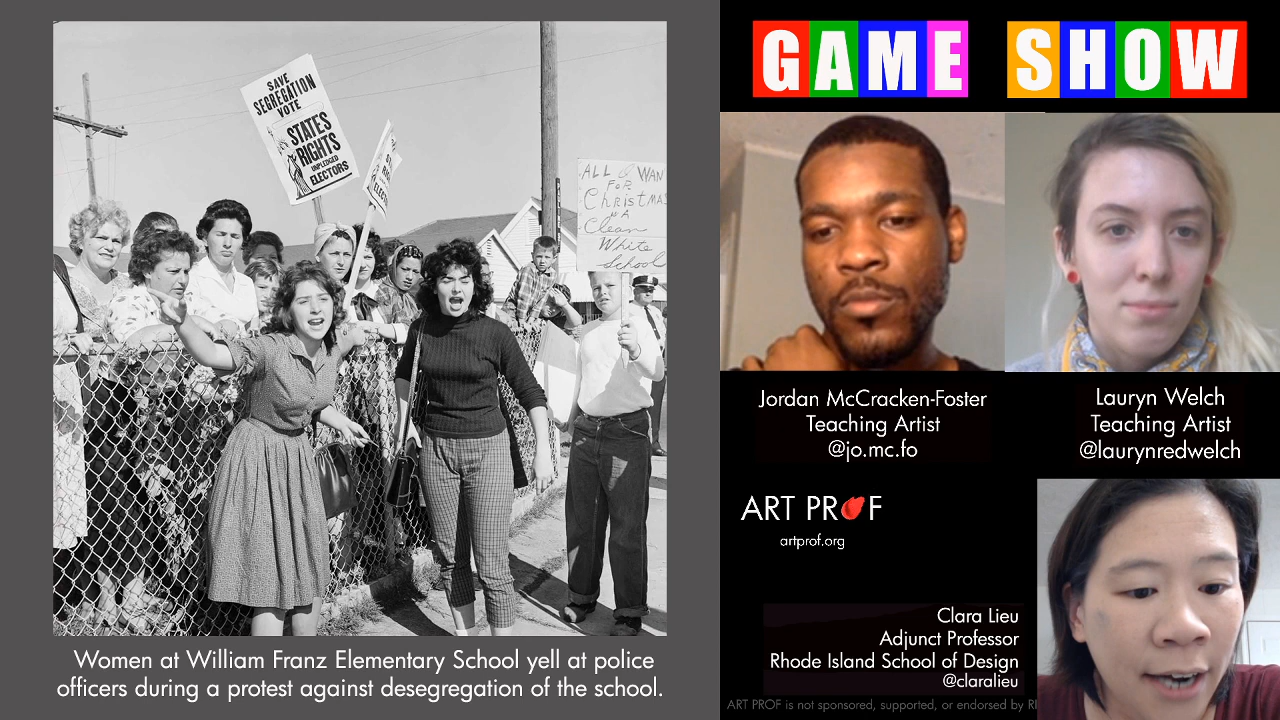 SAVE
SEGREGATION
VOTE
STATES
RIGHTS
UNPLEDGED
ELECTORS
ALL I WAN
FOR
CHRISTMAS
IS A
Clean
White
School
Women at William Franz Elementary School yell at police
officers during a protest against desegregation of the school.
GAME SHOW
Jordan McCracken-Foster
Teaching Artist
@jo.mc.fo
Lauryn Welch
Teaching Artist
@laurynredwelch
ART PROF
artprof.org
Clara Lieu
Adjunct Professor
Rhode Island School of Design
@claralieu
ART PROF is not sponsored, supported, or endorsed by RI